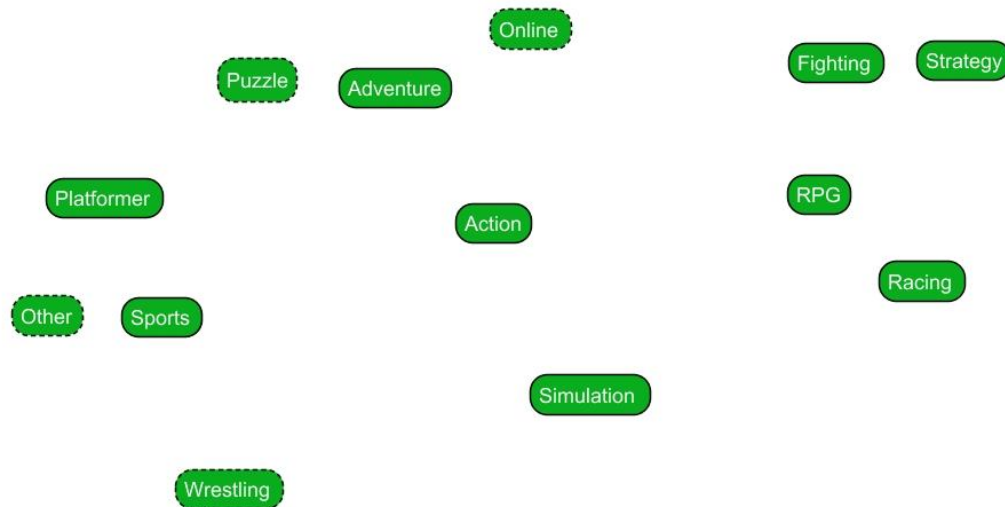 Online
Fighting
Strategy
Puzzle
Adventure
Platformer
RPG
Action
Racing
Other
Sports
Simulation
Wrestling